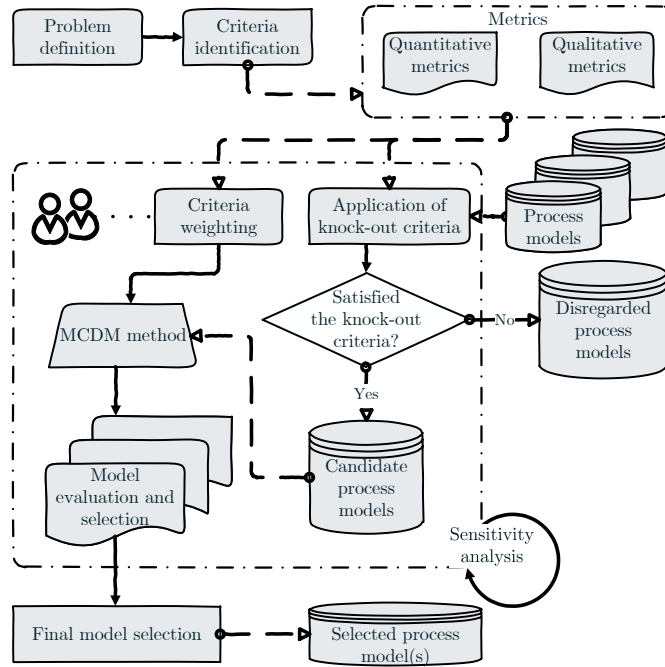 Problem
definition
Criteria
identification
Metrics
Quantitative
metrics
Qualitative
metrics
Criteria
weighting
Application of
knock-out criteria
Process
models
Satisfied
the knock-out
criteria?
No
Disregarded
process
models
MCDM method
Yes
Candidate
process
models
Model
evaluation and
selection
Sensitivity
analysis
Final model selection
Selected process
model(s)